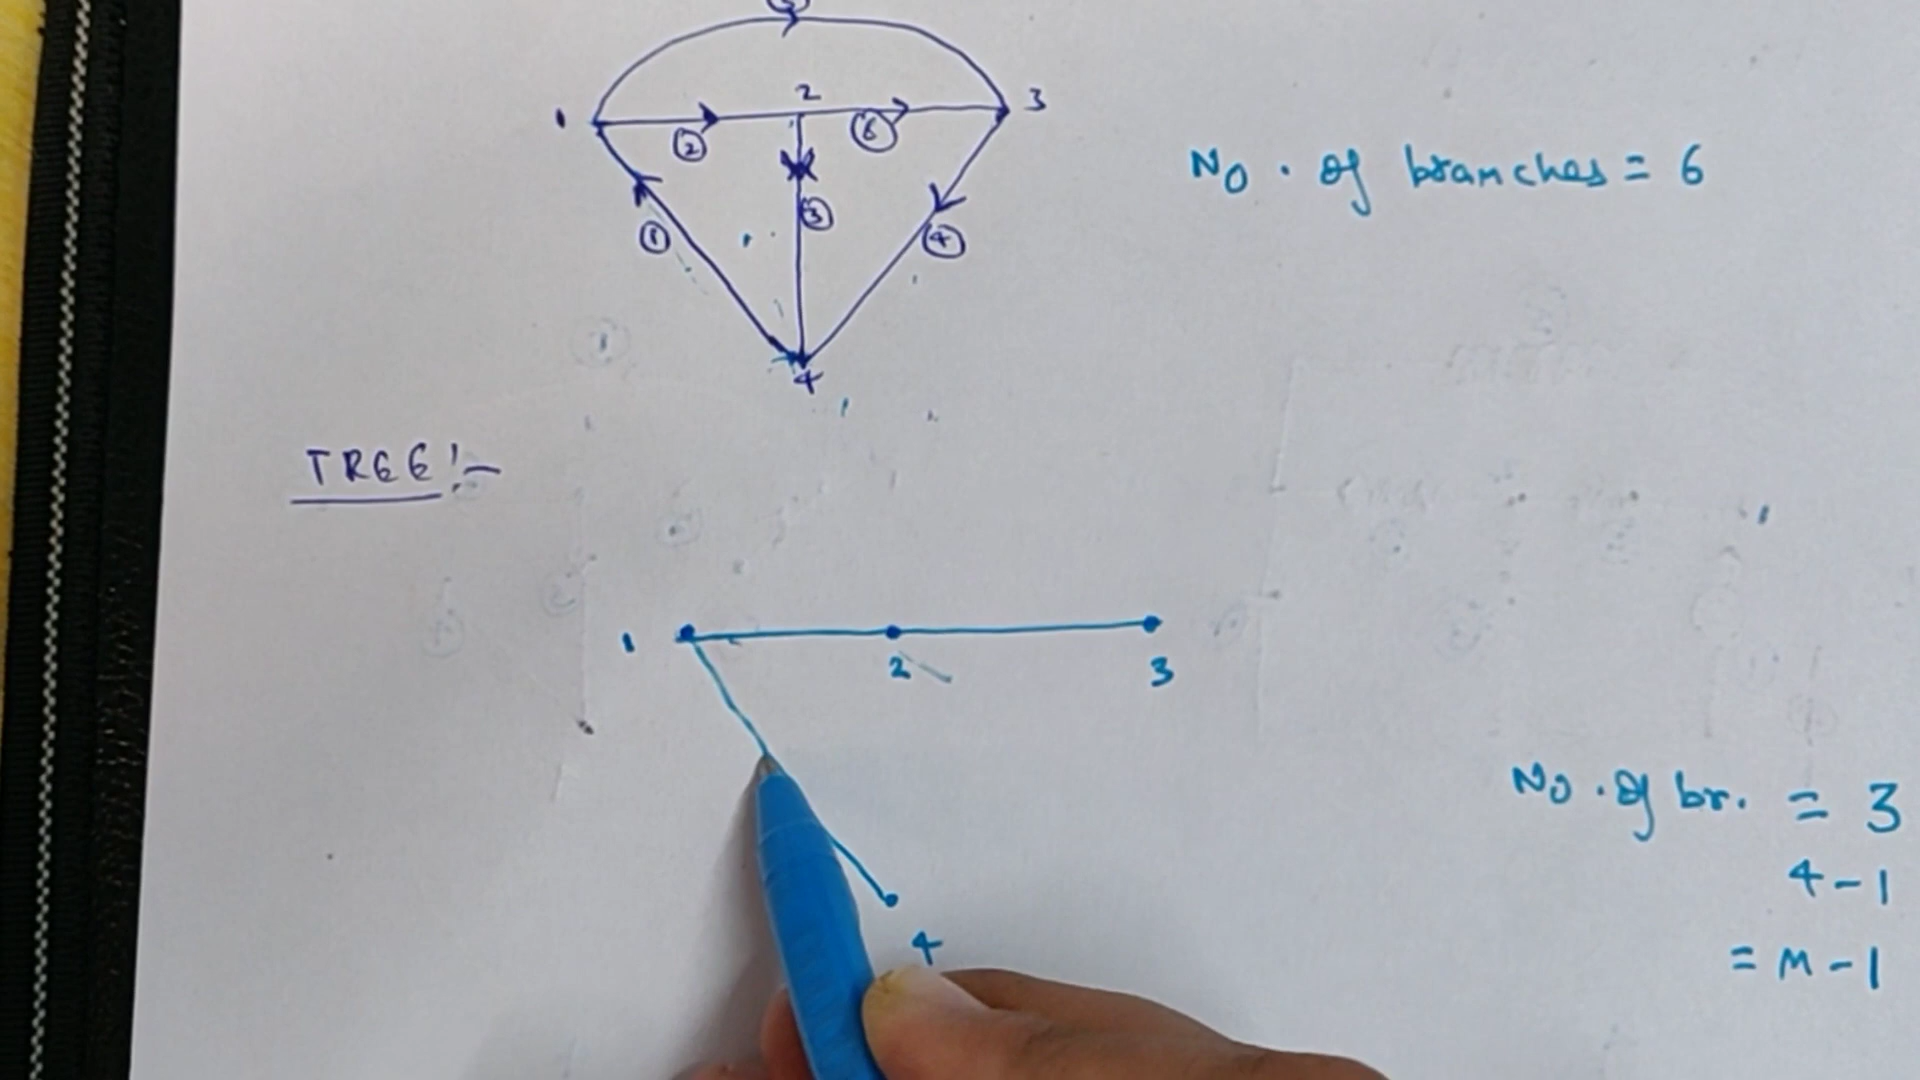 1
2
3
②
⑥
No. of branches = 6
①
③
④
4
TREE :-
1
2
3
No. of br. = 3
4 - 1
4
= n - 1